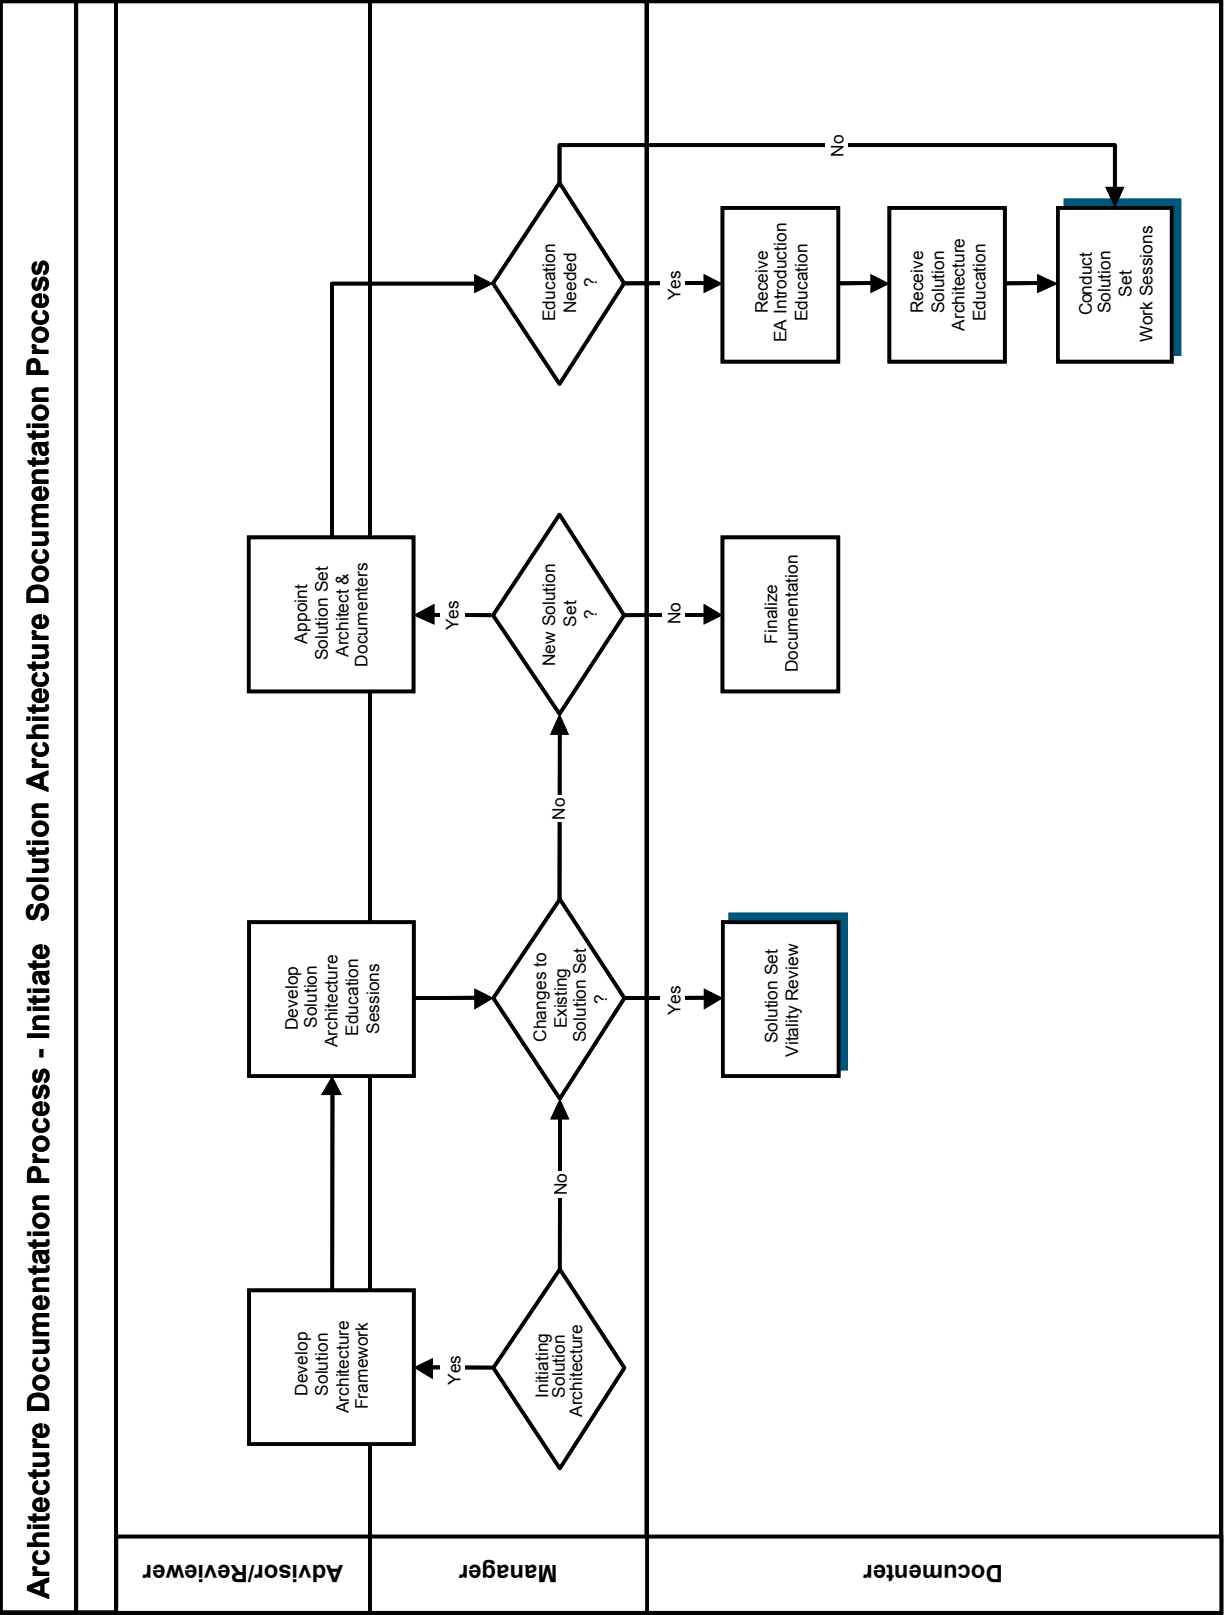 Architecture Documentation Process - Initiate Solution Architecture Documentation Process
Advisor/Reviewer
Develop
Solution
Architecture
Framework
Develop
Solution
Architecture
Education
Sessions
Appoint
Solution Set
Architect &
Documenters
Manager
Yes
Initiating
Solution
Architecture
No
Changes to
Existing
Solution Set
?
No
Yes
New Solution
Set
?
Education
Needed
?
Documenter
Yes
Solution Set
Vitality Review
No
Finalize
Documentation
Yes
No
Receive
EA Introduction
Education
Receive
Solution
Architecture
Education
Conduct
Solution
Set
Work Sessions